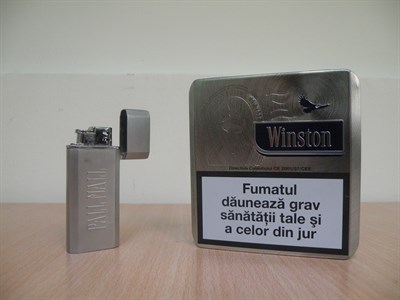 PALL MALL
Winston
Fumatul
dăunează grav
sănătății tale și
a celor din jur